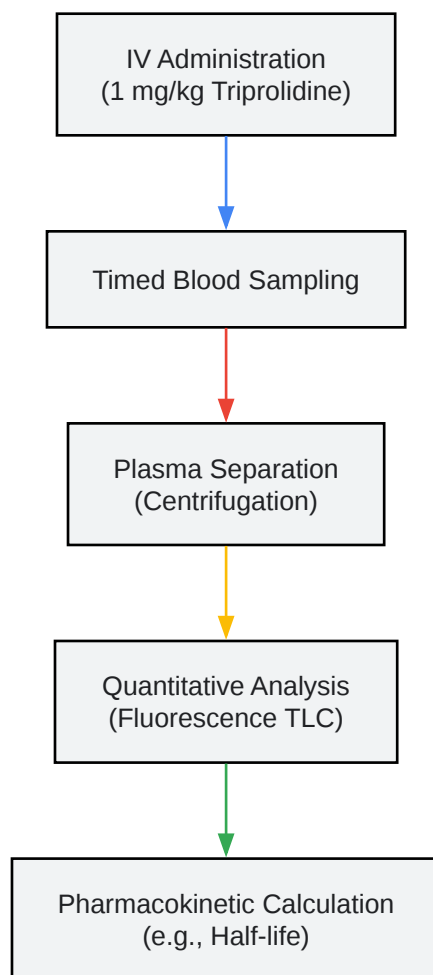 IV Administration
(1 mg/kg Triprolidine)
Timed Blood Sampling
Plasma Separation
(Centrifugation)
Quantitative Analysis
(Fluorescence TLC)
Pharmacokinetic Calculation
(e.g., Half-life)